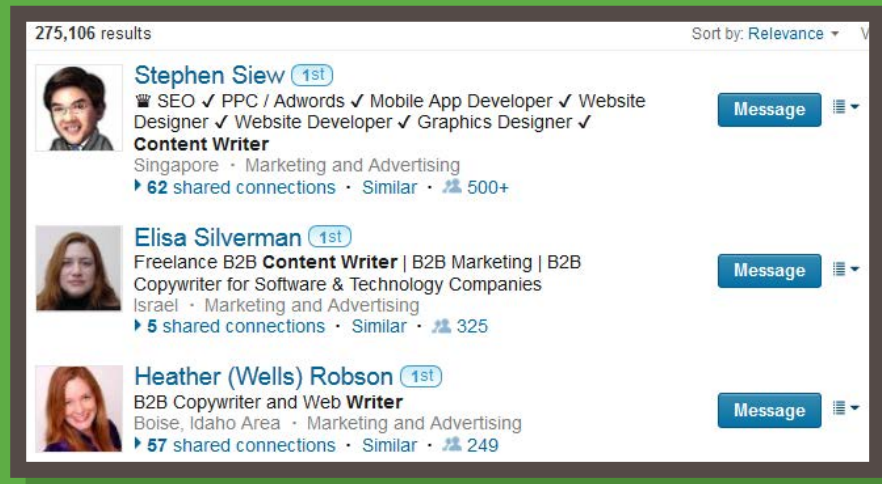 275,106 results
Sort by: Relevance
V
Stephen Siew 1st
♛ SEO ✓ PPC / Adwords ✓ Mobile App Developer ✓ Website
Designer ✓ Website Developer ✓ Graphics Designer ✓
Content Writer
Singapore · Marketing and Advertising
62 shared connections · Similar · 500+
Message
Elisa Silverman 1st
Freelance B2B Content Writer | B2B Marketing | B2B
Copywriter for Software & Technology Companies
Israel · Marketing and Advertising
5 shared connections · Similar · 325
Message
Heather (Wells) Robson 1st
B2B Copywriter and Web Writer
Boise, Idaho Area · Marketing and Advertising
57 shared connections · Similar · 249
Message